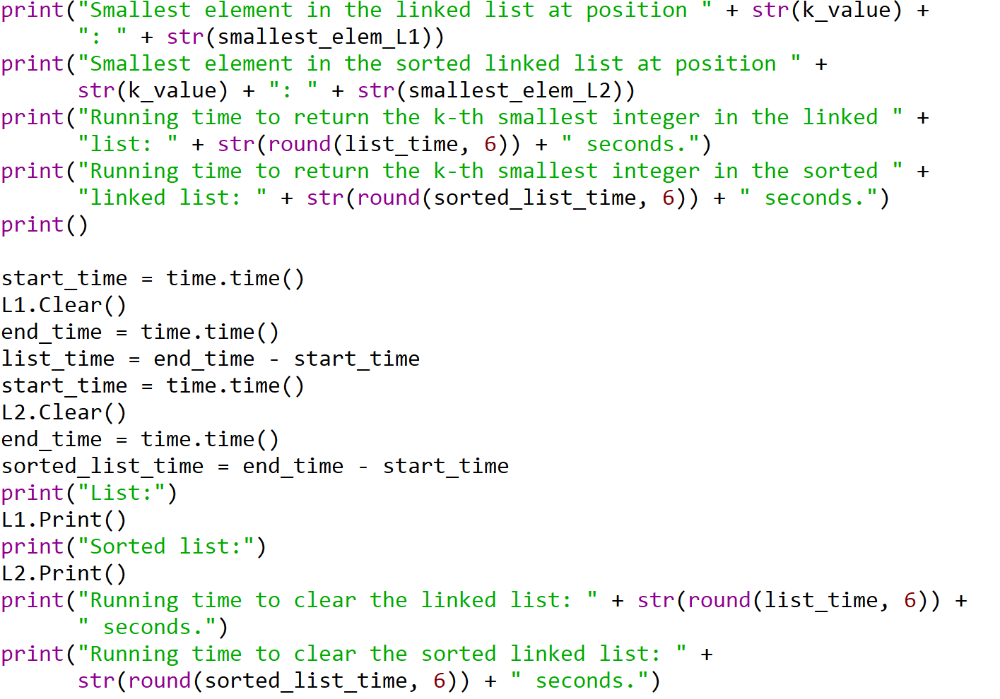 print("Smallest element in the linked list at position " + str(k_value) +
      ": " + str(smallest_elem_L1))
print("Smallest element in the sorted linked list at position " +
      str(k_value) + ": " + str(smallest_elem_L2))
print("Running time to return the k-th smallest integer in the linked " +
      "list: " + str(round(list_time, 6)) + " seconds.")
print("Running time to return the k-th smallest integer in the sorted " +
      "linked list: " + str(round(sorted_list_time, 6)) + " seconds.")
print()

start_time = time.time()
L1.Clear()
end_time = time.time()
list_time = end_time - start_time
start_time = time.time()
L2.Clear()
end_time = time.time()
sorted_list_time = end_time - start_time
print("List:")
L1.Print()
print("Sorted list:")
L2.Print()
print("Running time to clear the linked list: " + str(round(list_time, 6)) +
      " seconds.")
print("Running time to clear the sorted linked list: " +
      str(round(sorted_list_time, 6)) + " seconds.")